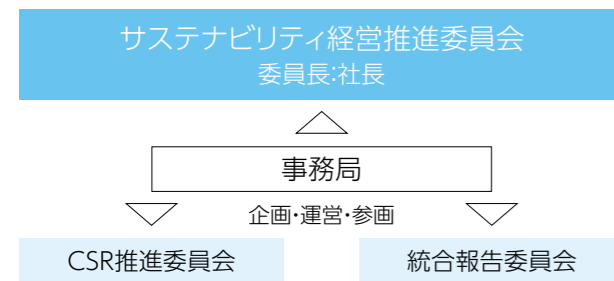 サステナビリティ経営推進委員会
委員長:社長
事務局
企画・運営・参画
CSR推進委員会
統合報告委員会